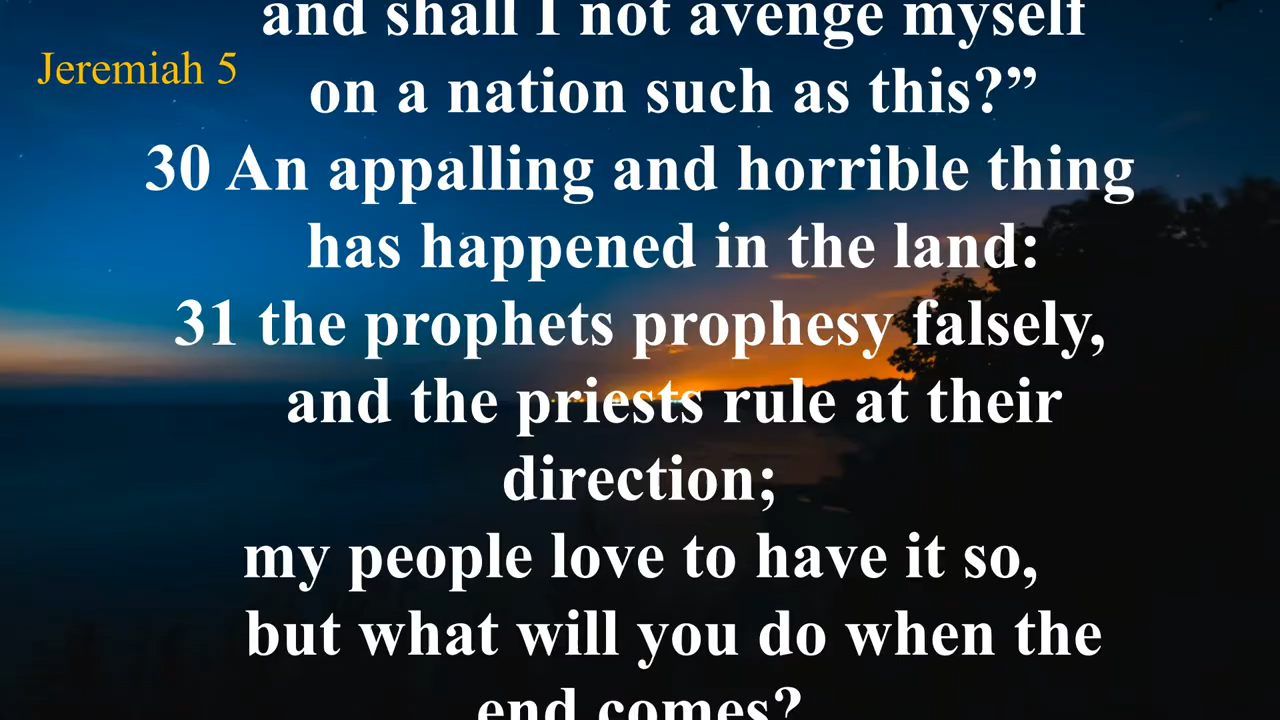 and shall I not avenge myself
Jeremiah 5
on a nation such as this?”
30 An appalling and horrible thing
has happened in the land:
31 the prophets prophesy falsely,
and the priests rule at their
direction;
my people love to have it so,
but what will you do when the
end comes?